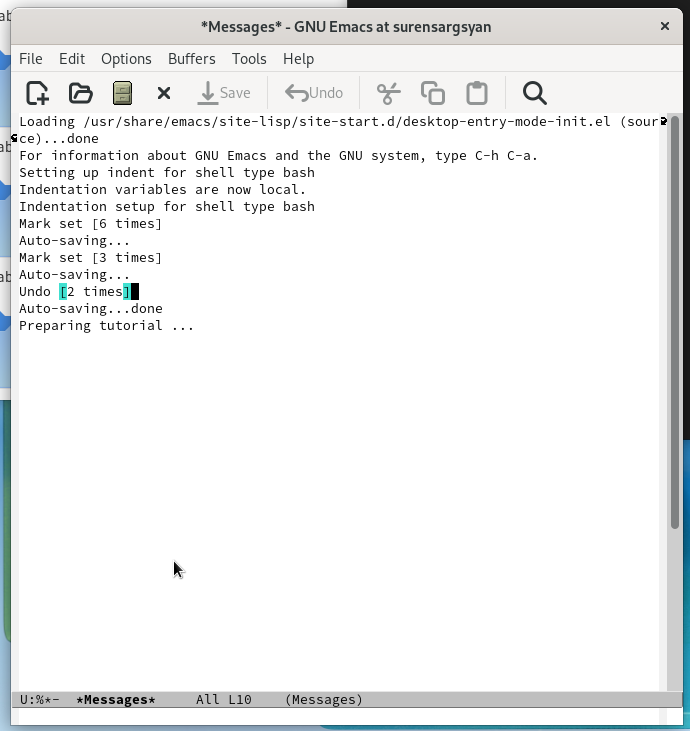 *Messages* - GNU Emacs at surensargsyan
File Edit Options Buffers Tools Help
Save Undo
Loading /usr/share/emacs/site-lisp/site-start.d/desktop-entry-mode-init.el (sour
ce)...done
For information about GNU Emacs and the GNU system, type C-h C-a.
Setting up indent for shell type bash
Indentation variables are now local.
Indentation setup for shell type bash
Mark set [6 times]
Auto-saving...
Mark set [3 times]
Auto-saving...
Undo [2 times]
Auto-saving...done
Preparing tutorial ...
U:%*- *Messages* All L10 (Messages)